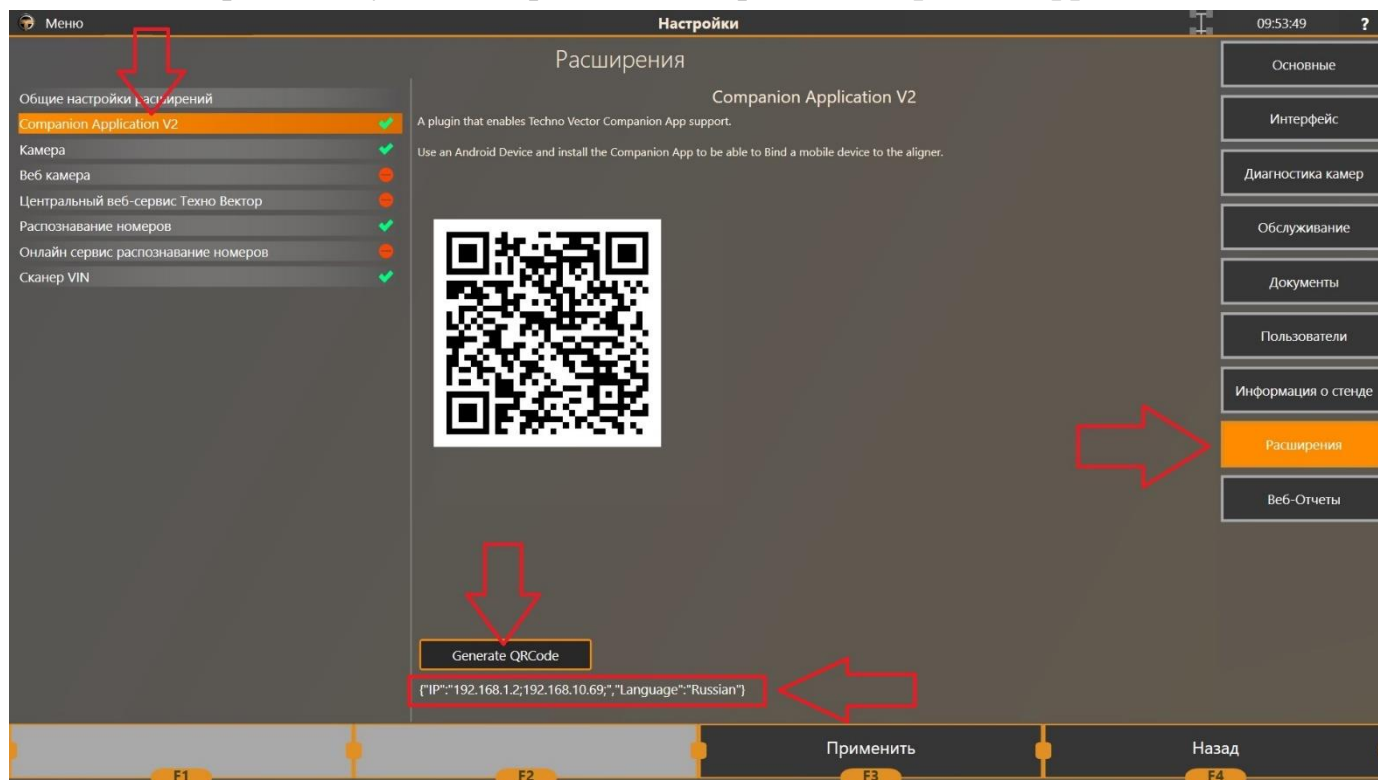 Меню
Настройки
09:53:49
?
Расширения
Общие настройки расширений
Companion Application V2
Камера
Веб камера
Центральный веб-сервис Техно Вектор
Распознавание номеров
Онлайн сервис распознавание номеров
Сканер VIN
Companion Application V2
A plugin that enables Techno Vector Companion App support.
Use an Android Device and install the Companion App to be able to Bind a mobile device to the aligner.
Generate QRCode
{"IP":"192.168.1.2;192.168.10.69;","Language":"Russian"}
Основные
Интерфейс
Диагностика камер
Обслуживание
Документы
Пользователи
Информация о стенде
Расширения
Веб-Отчеты
Применить
Назад
F1
F2
F3
F4